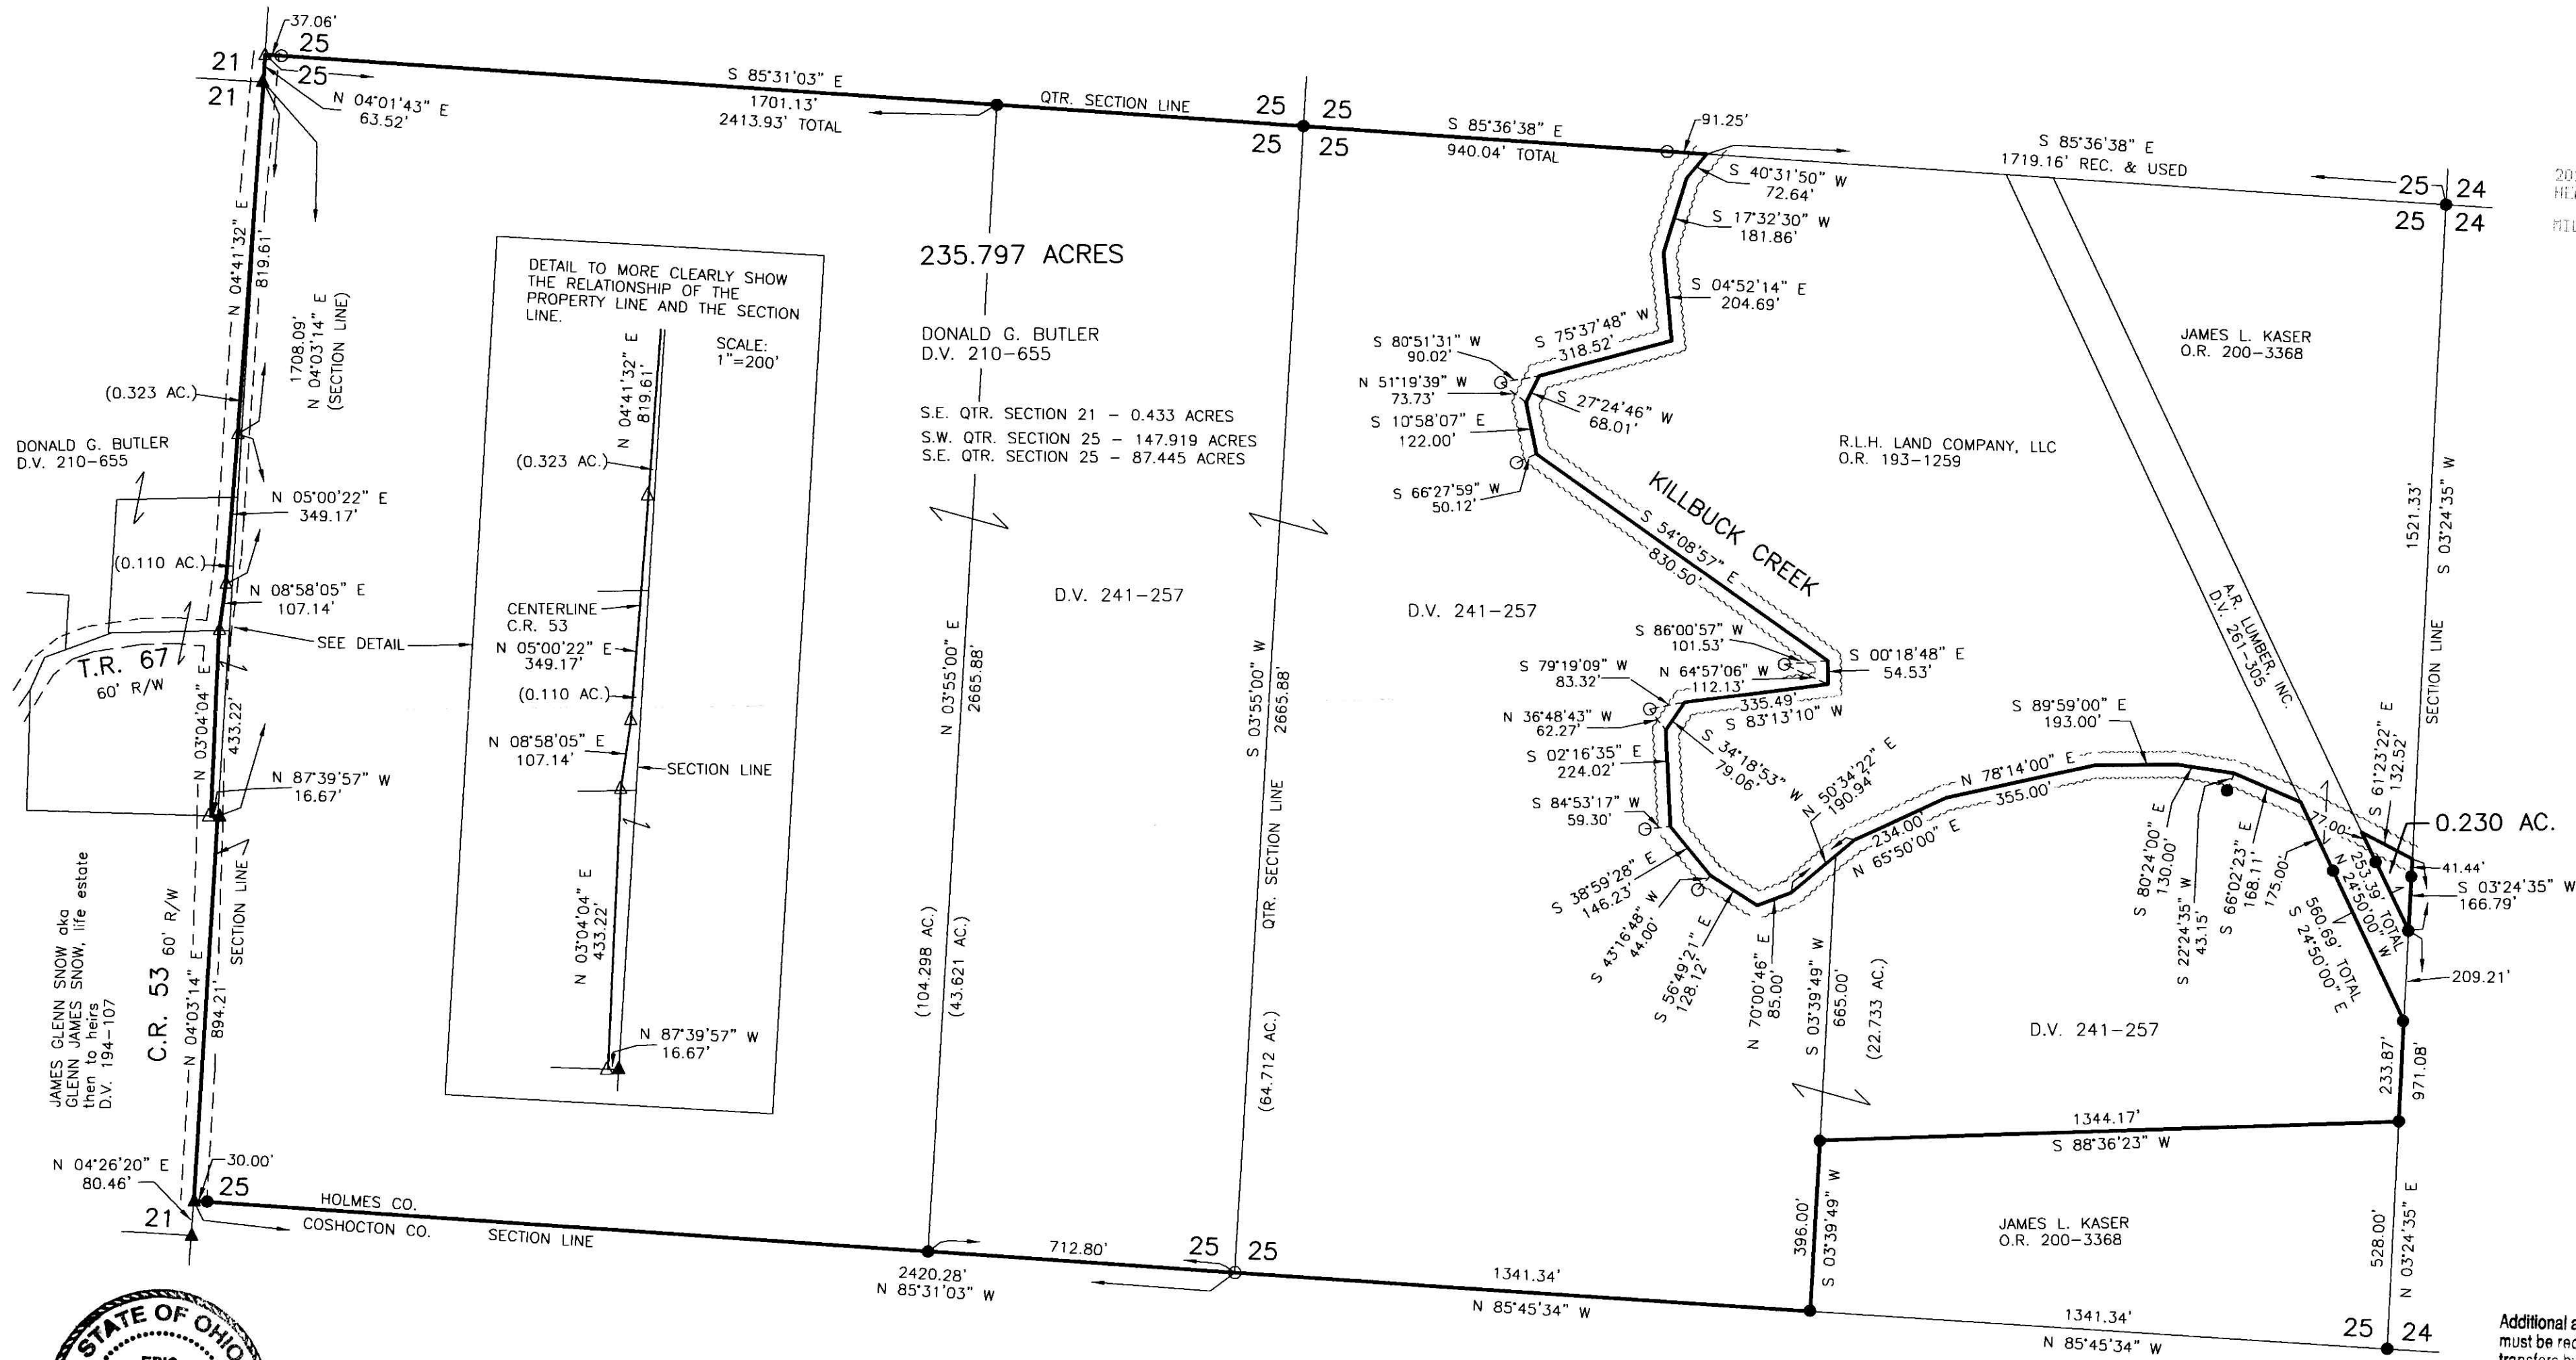 37.06'
21
25
21
25
N 04°01'43" E
63.52'
S 85°31'03" E
1701.13'
2413.93' TOTAL
QTR. SECTION LINE
25 25
25 25
S 85°36'38" E
940.04' TOTAL
91.25'
S 85°36'38" E
1719.16' REC. & USED
25 24
25 24
S 40°31'50" W
72.64'
S 17°32'30" W
181.86'
S 04°52'14" E
204.69'
S 75°37'48" W
318.52'
S 80°51'31" W
90.02'
N 51°19'39" W
73.73'
S 27°24'46" W
68.01'
S 10°58'07" E
122.00'
S 66°27'59" W
50.12'
S 54°08'57" E
830.50'
KILLBUCK CREEK
S 86°00'57" W
101.53'
S 00°18'48" E
54.53'
N 64°57'06" W
112.13'
S 79°19'09" W
83.32'
335.49'
S 83°13'10" W
N 36°48'43" W
62.27'
S 34°18'53" W
79.06'
S 02°16'35" E
224.02'
S 84°53'17" W
59.30'
S 38°59'28" E
146.23'
S 43°16'48" W
44.00'
S 56°49'21" E
128.12'
N 70°00'46" E
85.00'
N 50°34'22" E
190.94'
234.00'
N 65°50'00" E
N 78°14'00" E
355.00'
S 89°59'00" E
193.00'
S 80°24'00" E
130.00'
S 22°24'35" W
43.15'
S 66°02'23" E
168.11'
175.00'
77.00'
560.69' TOTAL
S 24°50'00" E
253.39' TOTAL
N 24°50'00" W
S 61°23'22" E
132.52'
0.230 AC.
41.44'
S 03°24'35" W
166.79'
209.21'
A.R. LUMBER, INC.
D.V. 261-305
1521.33'
S 03°24'35" W
SECTION LINE
JAMES L. KASER
O.R. 200-3368
R.L.H. LAND COMPANY, LLC
O.R. 193-1259
235.797 ACRES
DONALD G. BUTLER
D.V. 210-655
S.E. QTR. SECTION 21 - 0.433 ACRES
S.W. QTR. SECTION 25 - 147.919 ACRES
S.E. QTR. SECTION 25 - 87.445 ACRES
D.V. 241-257
D.V. 241-257
D.V. 241-257
N 03°55'00" E
2665.88'
(104.298 AC.)
(43.621 AC.)
S 03°55'00" W
2665.88'
QTR. SECTION LINE
(64.712 AC.)
S 03°39'49" W
665.00'
(22.733 AC.)
233.87'
971.08'
1344.17'
S 88°36'23" W
396.00'
S 03°39'49" W
JAMES L. KASER
O.R. 200-3368
528.00'
N 03°24'35" E
1341.34'
N 85°45'34" W
25 24
1341.34'
N 85°45'34" W
25 25
712.80'
2420.28'
N 85°31'03" W
HOLMES CO.
COSHOCTON CO.
SECTION LINE
25
21
30.00'
N 04°26'20" E
80.46'
JAMES GLENN SNOW aka
GLENN JAMES SNOW, life estate
then to heirs
D.V. 194-107
C.R. 53 60' R/W
N 04°03'14" E
894.21'
SECTION LINE
N 87°39'57" W
16.67'
N 03°04'04" E
433.22'
T.R. 67
60' R/W
SEE DETAIL
N 08°58'05" E
107.14'
(0.110 AC.)
N 05°00'22" E
349.17'
DONALD G. BUTLER
D.V. 210-655
(0.323 AC.)
N 04°41'32" E
819.61'
1708.09'
N 04°03'14" E
(SECTION LINE)
DETAIL TO MORE CLEARLY SHOW
THE RELATIONSHIP OF THE
PROPERTY LINE AND THE SECTION
LINE.
SCALE:
1"=200'
N 04°41'32" E
819.61'
(0.323 AC.)
CENTERLINE
C.R. 53
N 05°00'22" E
349.17'
(0.110 AC.)
N 08°58'05" E
107.14'
SECTION LINE
N 03°04'04" E
433.22'
N 87°39'57" W
16.67'
STATE OF OHIO
Additional